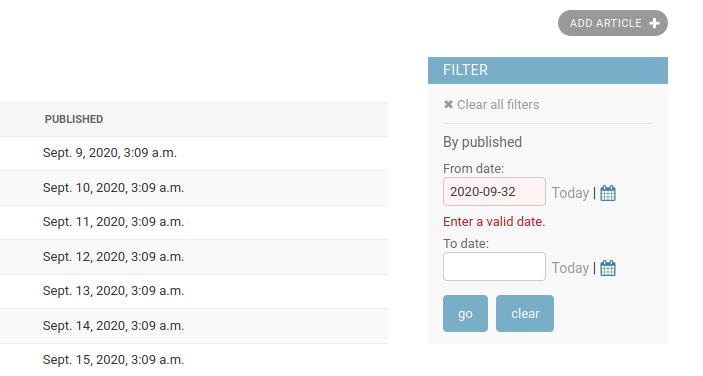 ADD ARTICLE +
FILTER
✖ Clear all filters
By published
From date:
2020-09-32 Today |
Enter a valid date.
To date:
Today |
go clear
PUBLISHED
Sept. 9, 2020, 3:09 a.m.
Sept. 10, 2020, 3:09 a.m.
Sept. 11, 2020, 3:09 a.m.
Sept. 12, 2020, 3:09 a.m.
Sept. 13, 2020, 3:09 a.m.
Sept. 14, 2020, 3:09 a.m.
Sept. 15, 2020, 3:09 a.m.